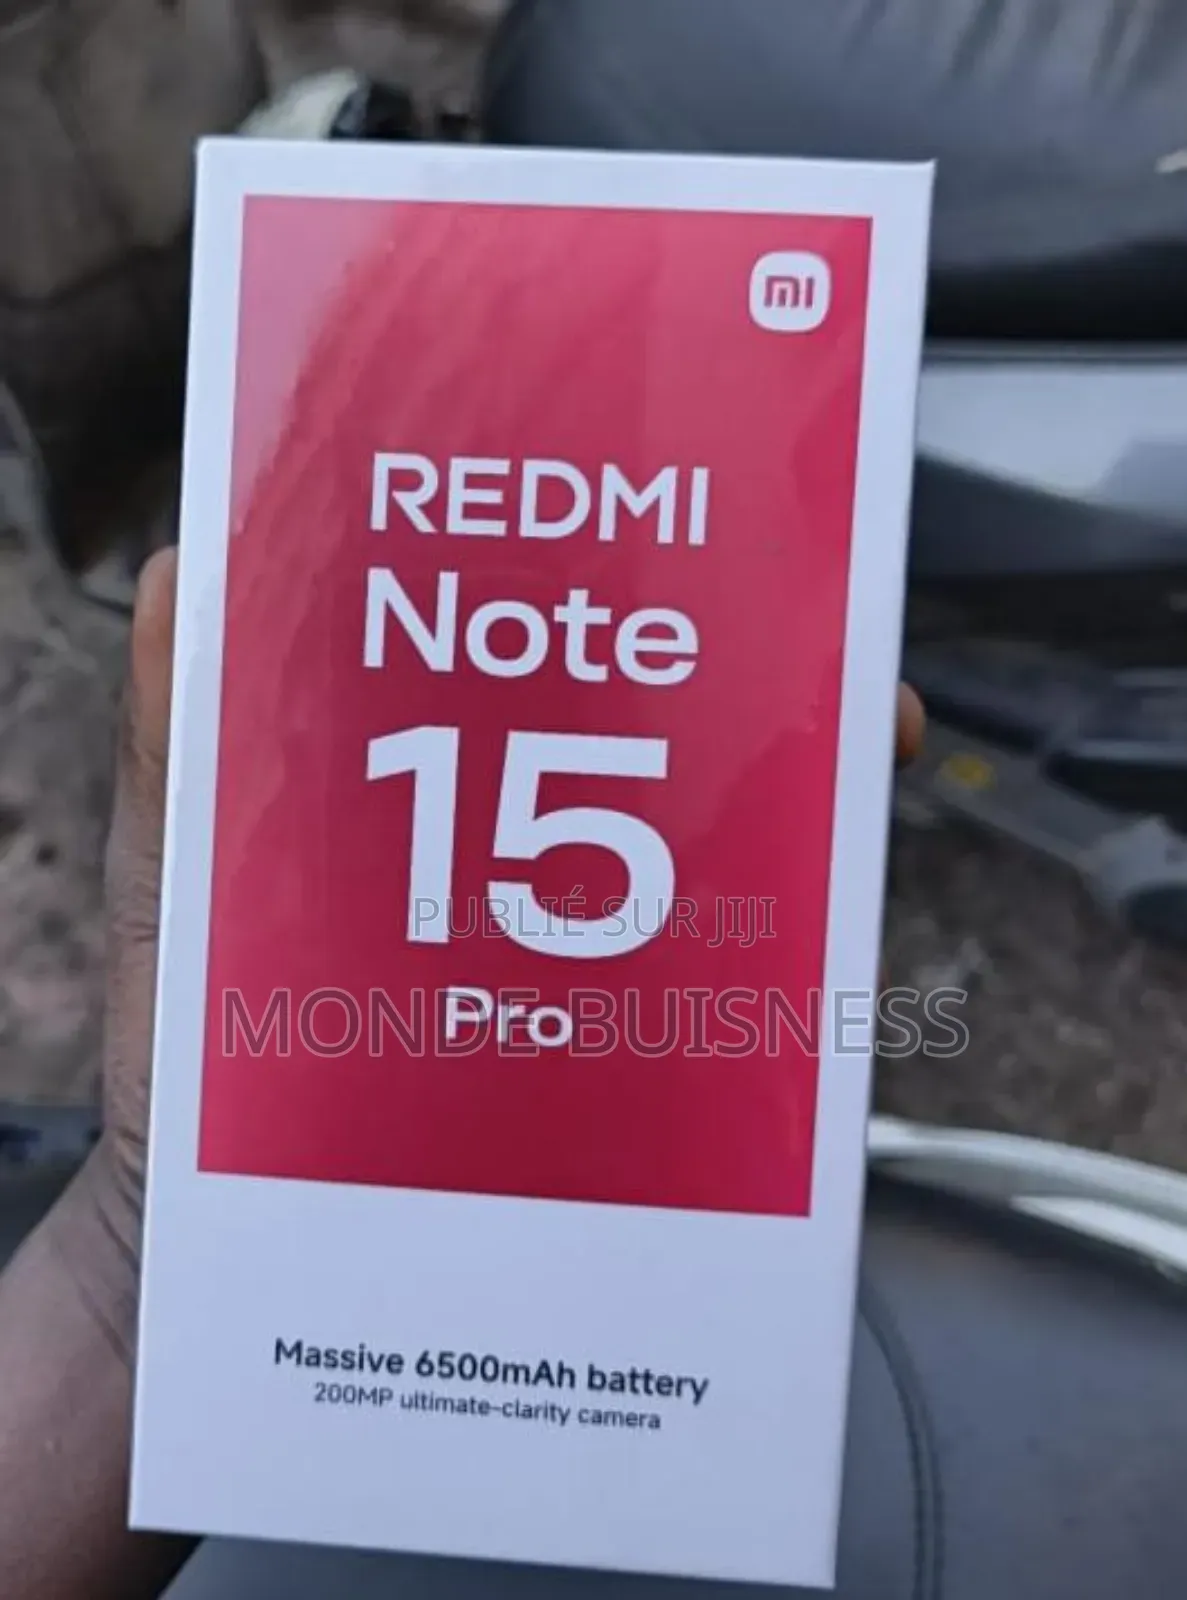 mi
REDMI
Note
15
PUBLIÉ SUR JIJI
Pro
MONDE BUISNESS
Massive 6500mAh battery
200MP ultimate-clarity camera